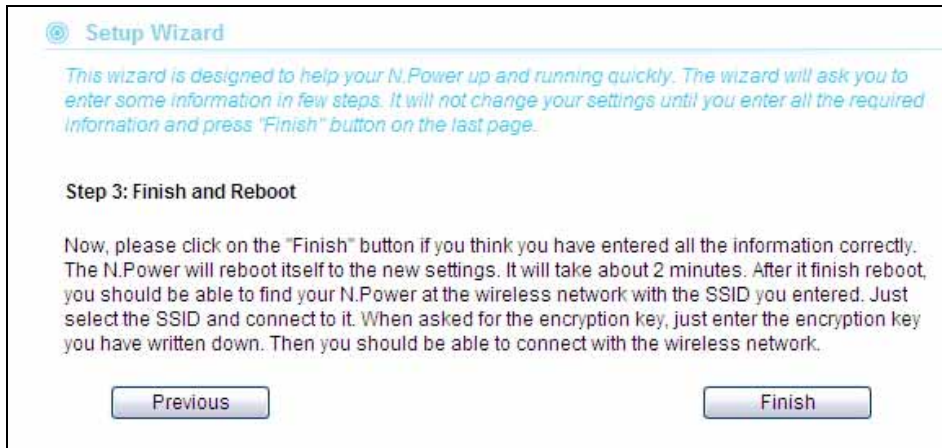 Setup Wizard
This wizard is designed to help your N.Power up and running quickly. The wizard will ask you to
enter some information in few steps. It will not change your settings until you enter all the required
infornation and press "Finish" button on the last page.
Step 3: Finish and Reboot
Now, please click on the "Finish" button if you think you have entered all the information correctly.
The N.Power will reboot itself to the new settings. It will take about 2 minutes. After it finish reboot,
you should be able to find your N.Power at the wireless network with the SSID you entered. Just
select the SSID and connect to it. When asked for the encryption key, just enter the encryption key
you have written down. Then you should be able to connect with the wireless network.
Previous
Finish